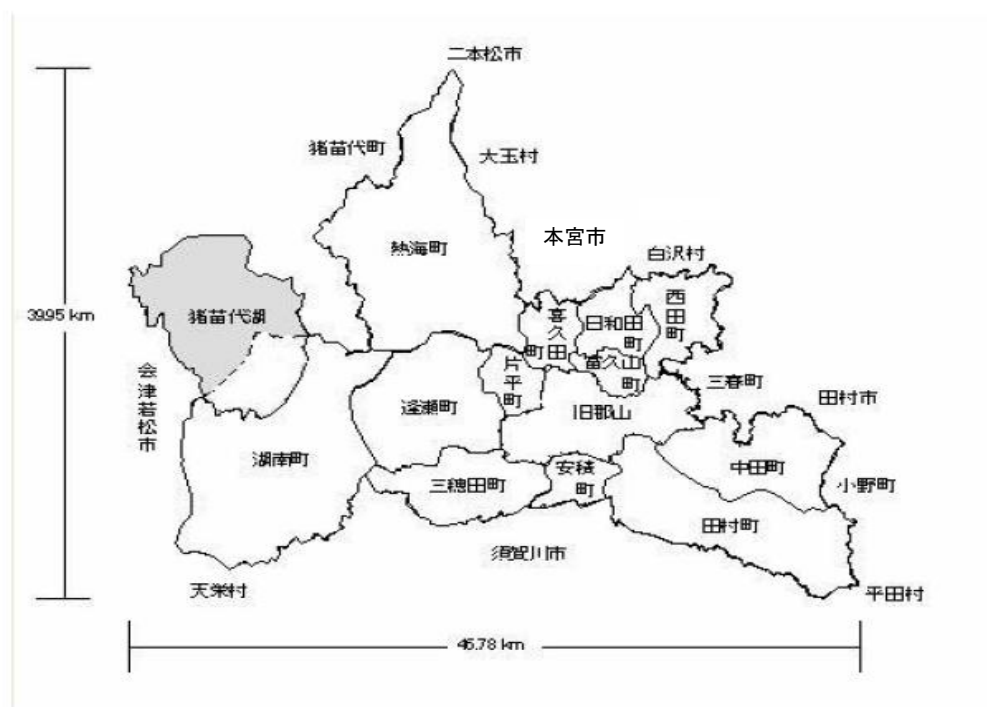 二本松市
猪苗代町
大玉村
本宮市
熱海町
白沢村
猪苗代湖
39.95 km
喜久田町
日和田町
西田町
富久山町
片平町
三春町
会津若松市
逢瀬町
旧郡山
田村市
湖南町
三穂田町
安積町
中田町
小野町
田村町
須賀川市
天栄村
平田村
46.78 km